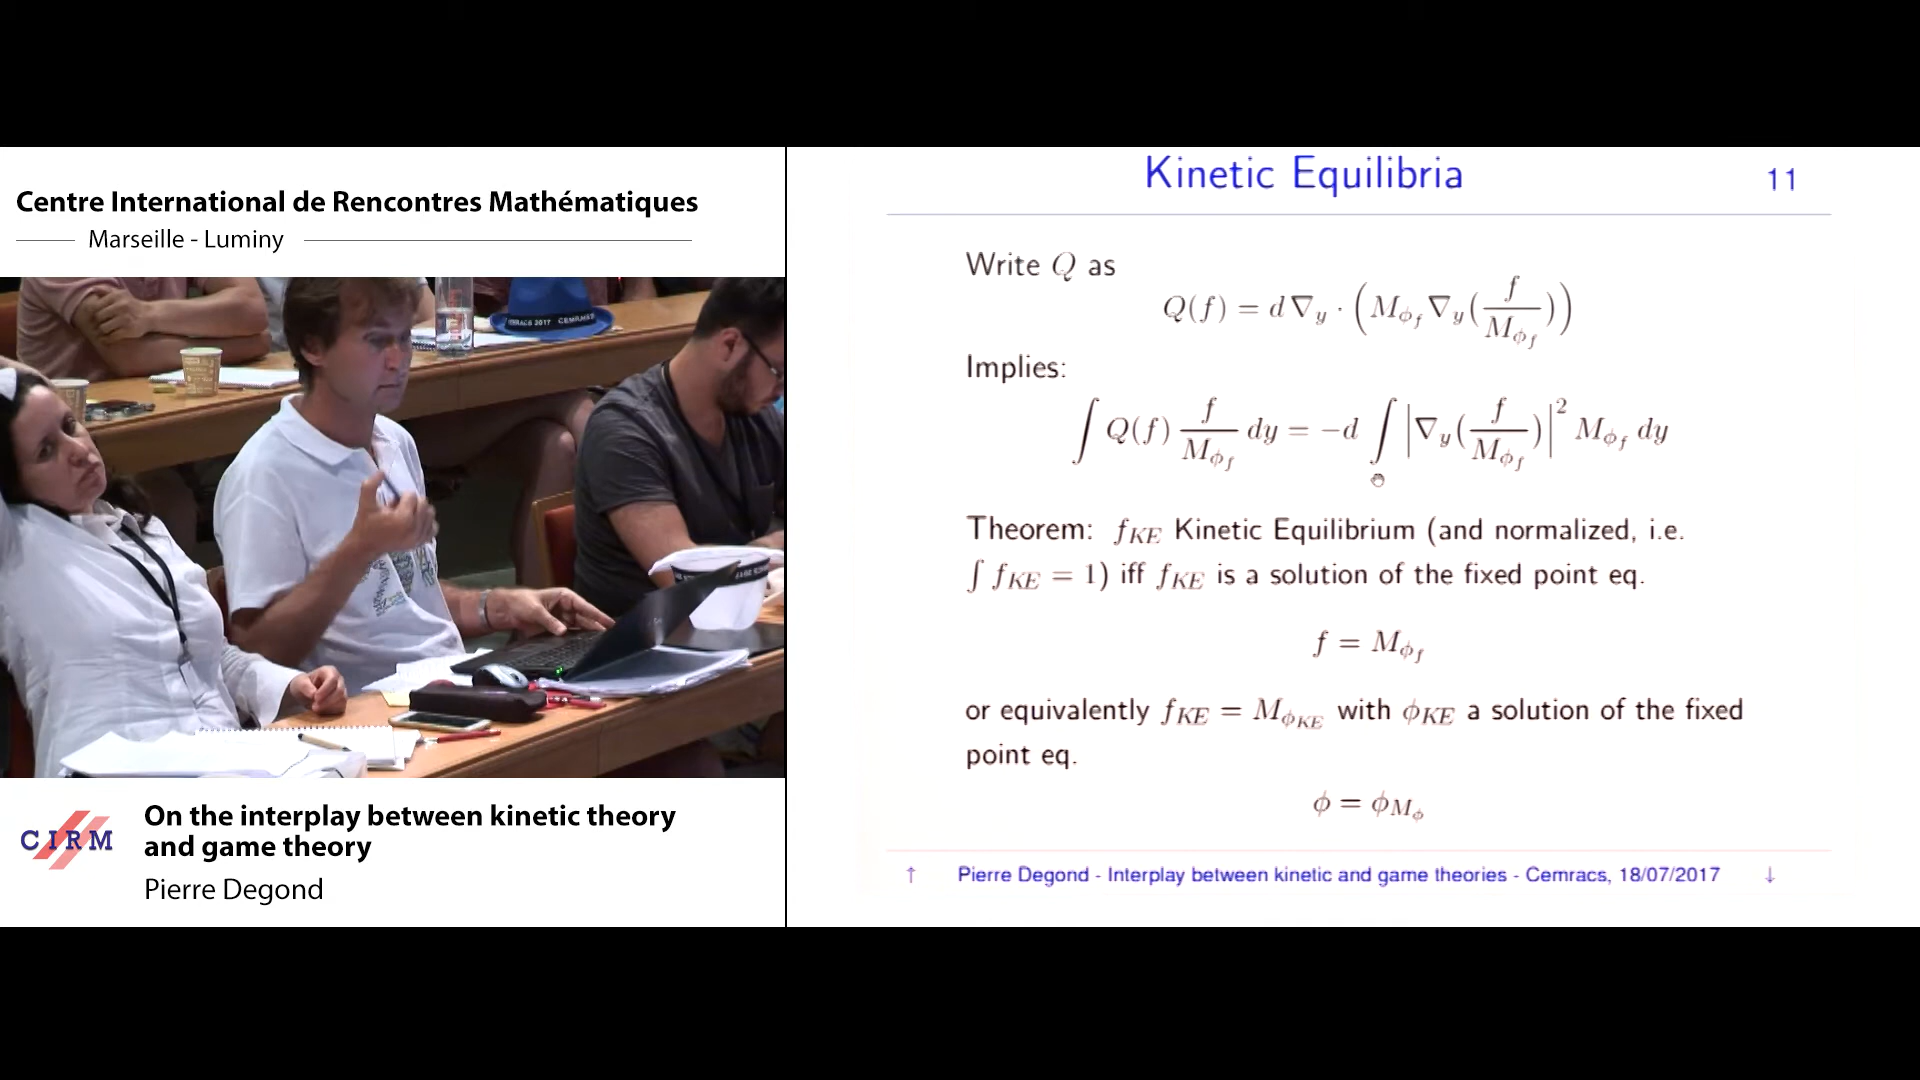 Centre International de Rencontres Mathématiques
Marseille - Luminy
CEMRACS 2017 CEMRACS
CIRM
On the interplay between kinetic theory
and game theory
Pierre Degond
Kinetic Equilibria 11
Write Q as
Q(f) = d ∇_y · (M_{ϕ_f} ∇_y(f/M_{ϕ_f}))
Implies:
∫ Q(f) f/M_{ϕ_f} dy = −d ∫ |∇_y(f/M_{ϕ_f})|² M_{ϕ_f} dy
Theorem: f_{KE} Kinetic Equilibrium (and normalized, i.e.
∫ f_{KE} = 1) iff f_{KE} is a solution of the fixed point eq.
f = M_{ϕ_f}
or equivalently f_{KE} = M_{ϕ_{KE}} with ϕ_{KE} a solution of the fixed
point eq.
ϕ = ϕ_{M_ϕ}
↑ Pierre Degond - Interplay between kinetic and game theories - Cemracs, 18/07/2017 ↓